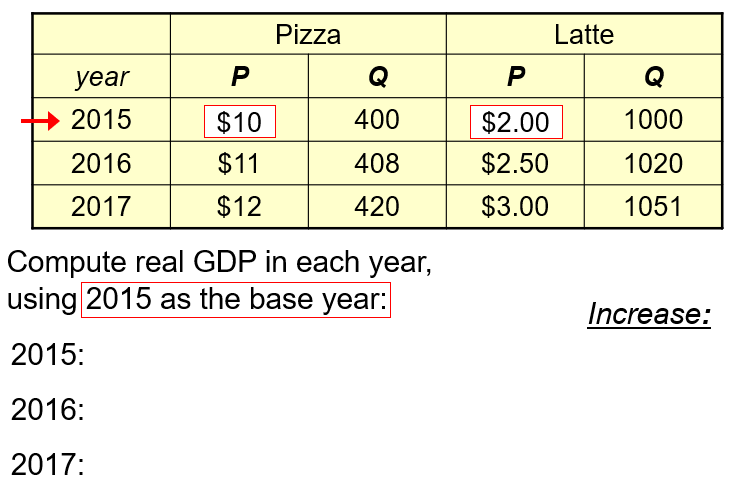 Pizza Latte
year P Q P Q
2015 $10 400 $2.00 1000
2016 $11 408 $2.50 1020
2017 $12 420 $3.00 1051
Compute real GDP in each year,
using 2015 as the base year:
Increase:
2015:
2016:
2017: